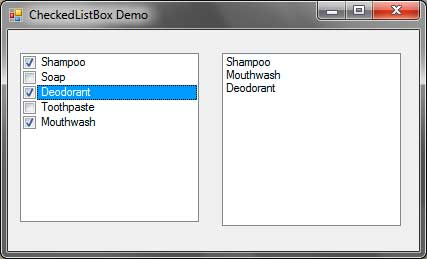 CheckedListBox Demo
Shampoo
Soap
Deodorant
Toothpaste
Mouthwash
Shampoo
Mouthwash
Deodorant